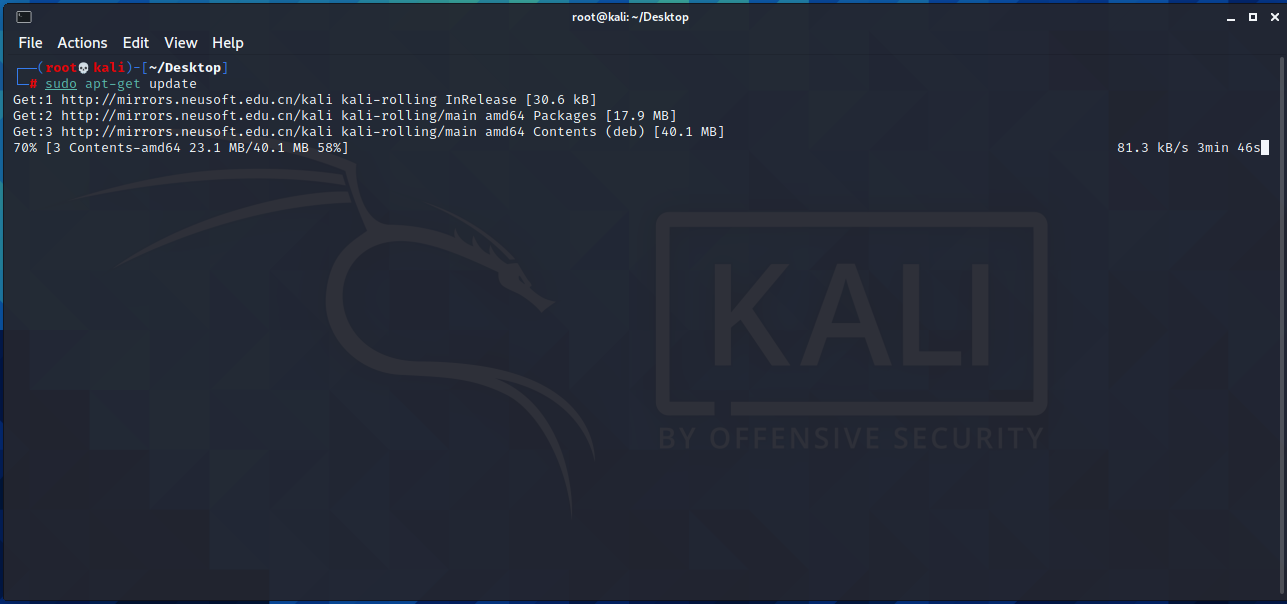 root@kali: ~/Desktop
File Actions Edit View Help
┌──(root💀kali)-[~/Desktop]
└─# sudo apt-get update
Get:1 http://mirrors.neusoft.edu.cn/kali kali-rolling InRelease [30.6 kB]
Get:2 http://mirrors.neusoft.edu.cn/kali kali-rolling/main amd64 Packages [17.9 MB]
Get:3 http://mirrors.neusoft.edu.cn/kali kali-rolling/main amd64 Contents (deb) [40.1 MB]
70% [3 Contents-amd64 23.1 MB/40.1 MB 58%] 81.3 kB/s 3min 46s
KALI
BY OFFENSIVE SECURITY